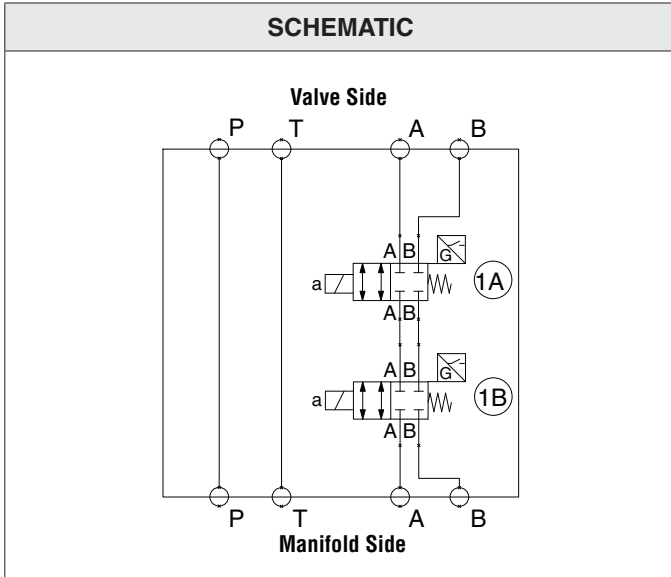 SCHEMATIC
Valve Side
P T A B
A B G
a 1A
A B
A B G
a 1B
A B
P T A B
Manifold Side